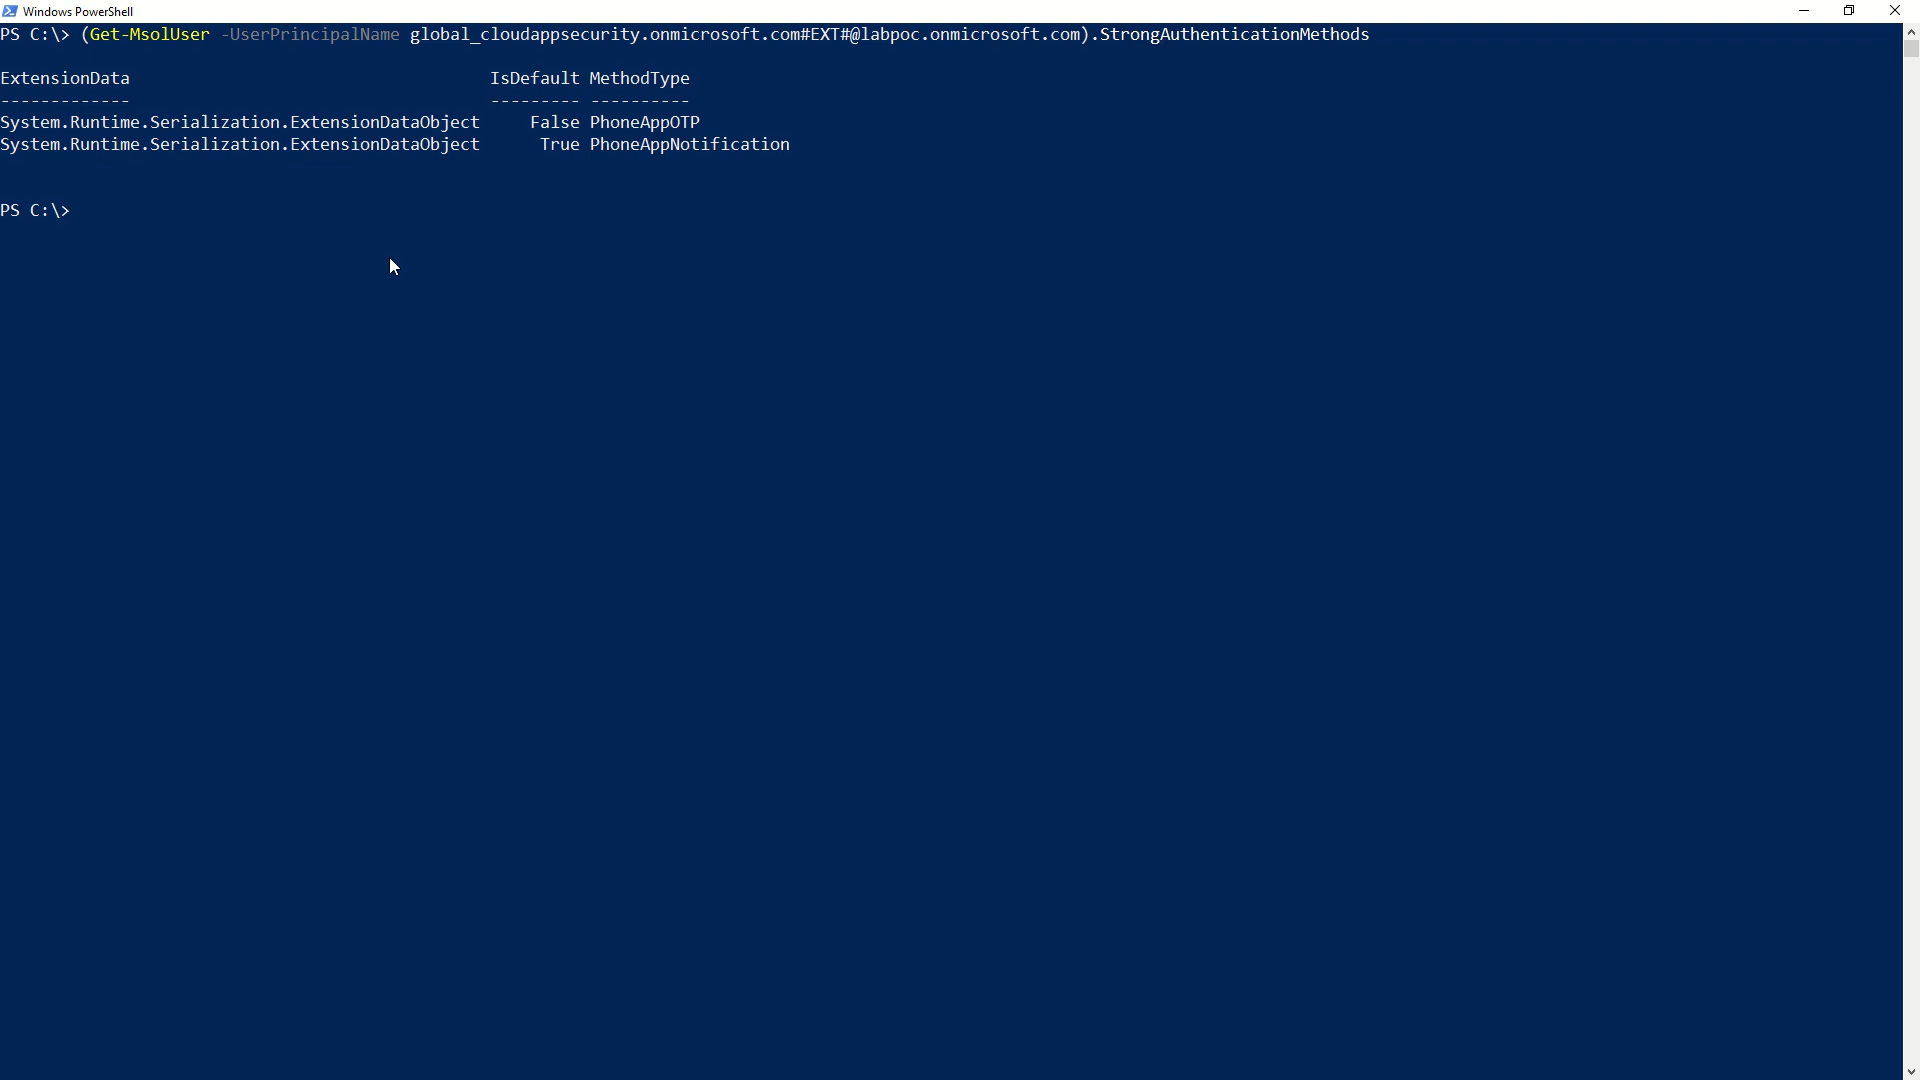 Windows PowerShell
PS C:\> (Get-MsolUser -UserPrincipalName global_cloudappsecurity.onmicrosoft.com#EXT#@labpoc.onmicrosoft.com).StrongAuthenticationMethods
ExtensionData                                    IsDefault MethodType
-------------                                    --------- ----------
System.Runtime.Serialization.ExtensionDataObject     False PhoneAppOTP
System.Runtime.Serialization.ExtensionDataObject      True PhoneAppNotification
PS C:\>